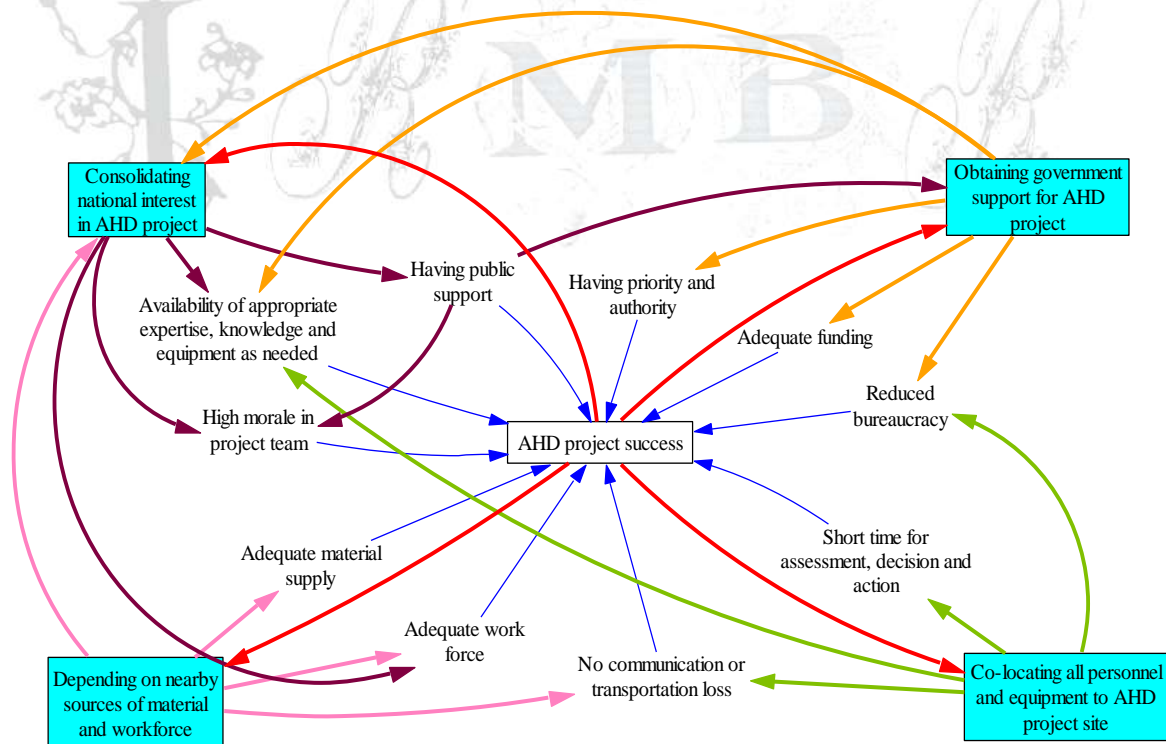 M B
Consolidating
national interest
in AHD project
Obtaining government
support for AHD
project
Having public
support
Having priority and
authority
Availability of appropriate
expertise, knowledge and
equipment as needed
Adequate funding
High morale in
project team
Reduced
bureaucracy
AHD project success
Adequate material
supply
Short time for
assessment, decision and
action
Adequate work
force
No communication or
transportation loss
Depending on nearby
sources of material
and workforce
Co-locating all personnel
and equipment to AHD
project site